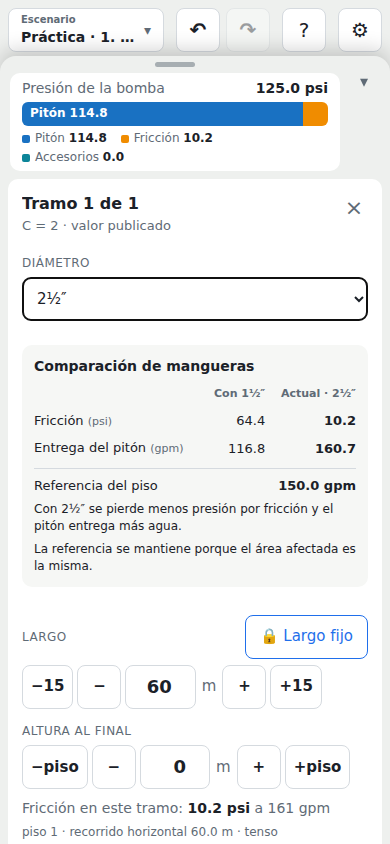 Escenario
Práctica · 1. ...
Presión de la bomba 125.0 psi
Pitón 114.8
Pitón 114.8 Fricción 10.2
Accesorios 0.0
Tramo 1 de 1
C = 2 · valor publicado
DIÁMETRO
2½″
Comparación de mangueras
Con 1½″ Actual · 2½″
Fricción (psi) 64.4 10.2
Entrega del pitón (gpm) 116.8 160.7
Referencia del piso 150.0 gpm
Con 2½″ se pierde menos presión por fricción y el
pitón entrega más agua.
La referencia se mantiene porque el área afectada es
la misma.
LARGO 🔒 Largo fijo
−15 − 60 m + +15
ALTURA AL FINAL
−piso − 0 m + +piso
Fricción en este tramo: 10.2 psi a 161 gpm
piso 1 · recorrido horizontal 60.0 m · tenso